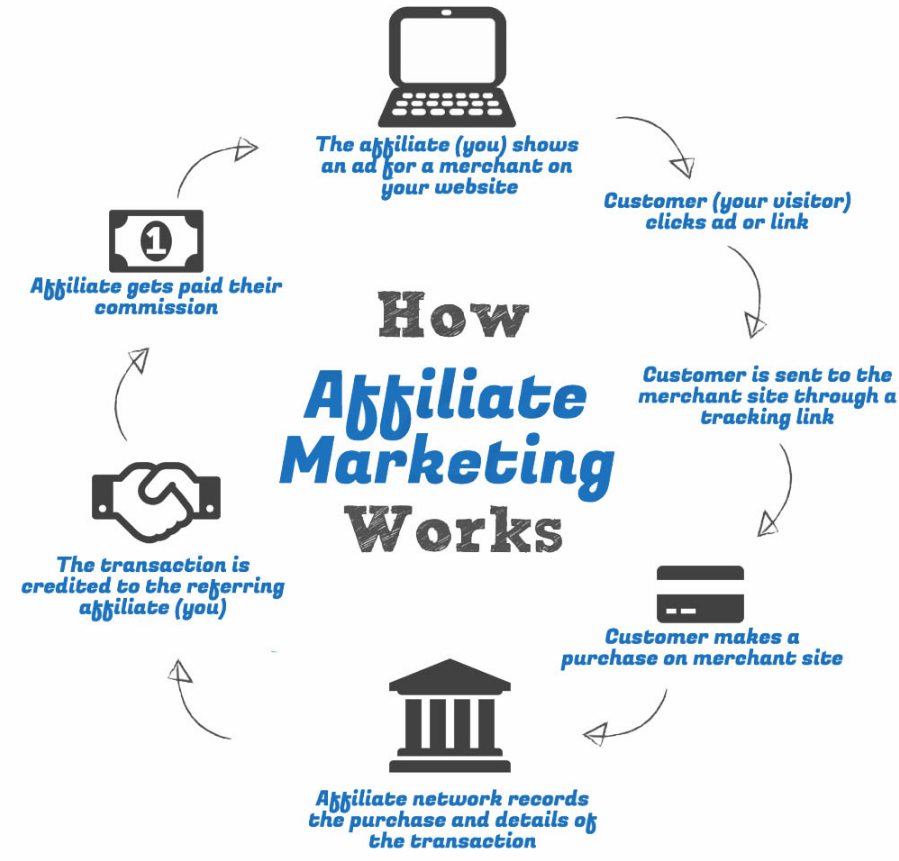 The affiliate (you) shows
an ad for a merchant on
your website
Customer (your visitor)
clicks ad or link
Customer is sent to the
merchant site through a
tracking link
Customer makes a
purchase on merchant site
Affiliate network records
the purchase and details of
the transaction
The transaction is
credited to the referring
affiliate (you)
1
Affiliate gets paid their
commission
How
Affiliate
Marketing
Works